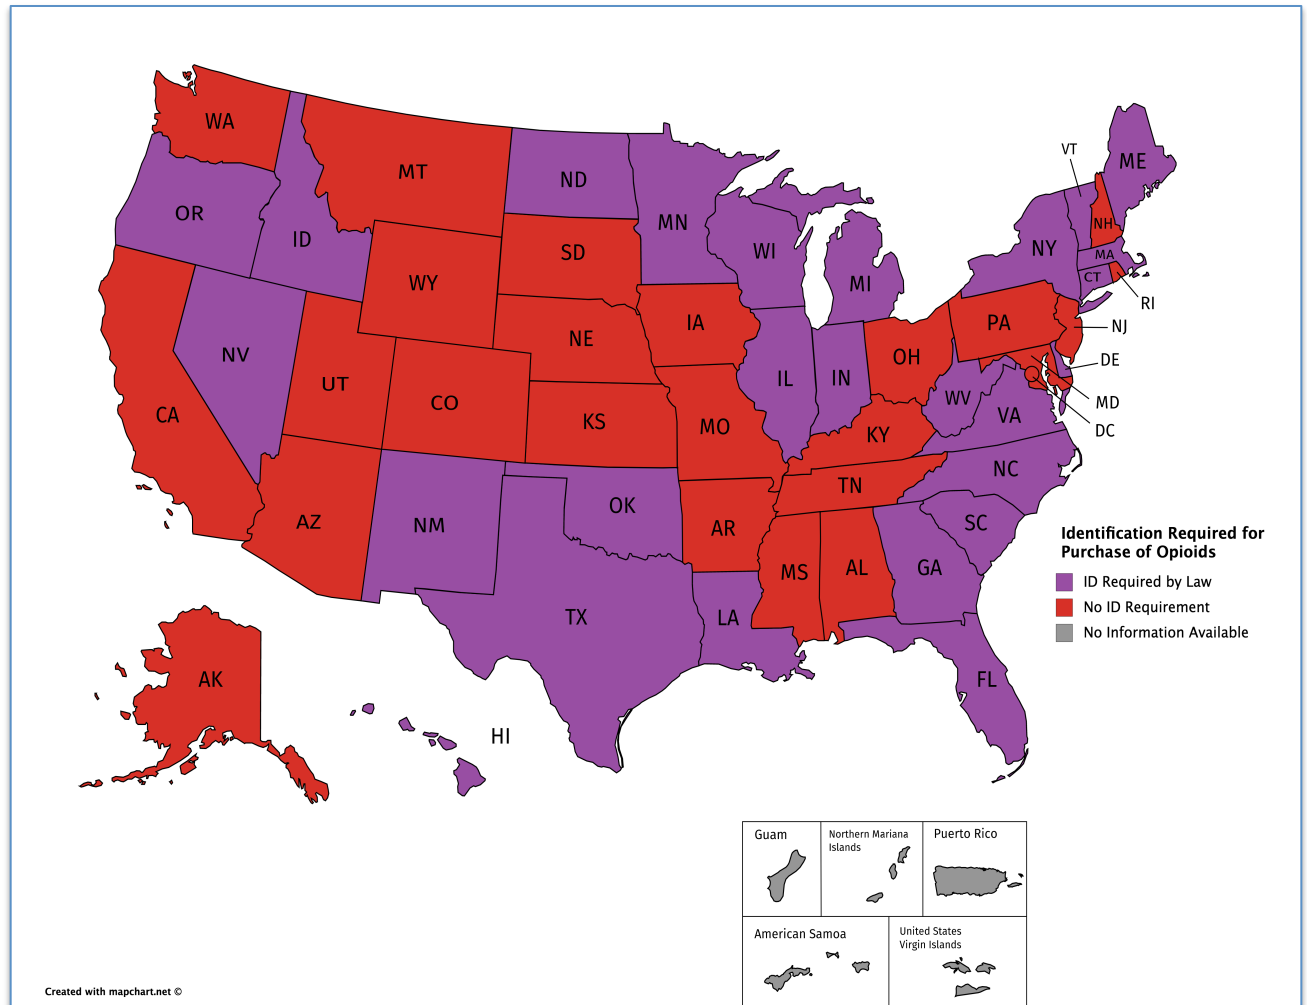 WA
MT
ND
MN
OR
ID
WY
SD
WI
MI
VT
ME
NH
NY
MA
CT
RI
NV
UT
CO
NE
IA
IL
IN
OH
PA
NJ
DE
MD
DC
CA
KS
MO
KY
WV
VA
AZ
NM
OK
AR
TN
NC
SC
TX
LA
MS
AL
GA
FL
AK
HI
Identification Required for
Purchase of Opioids
ID Required by Law
No ID Requirement
No Information Available
Guam
Northern Mariana
Islands
Puerto Rico
American Samoa
United States
Virgin Islands
Created with mapchart.net ©